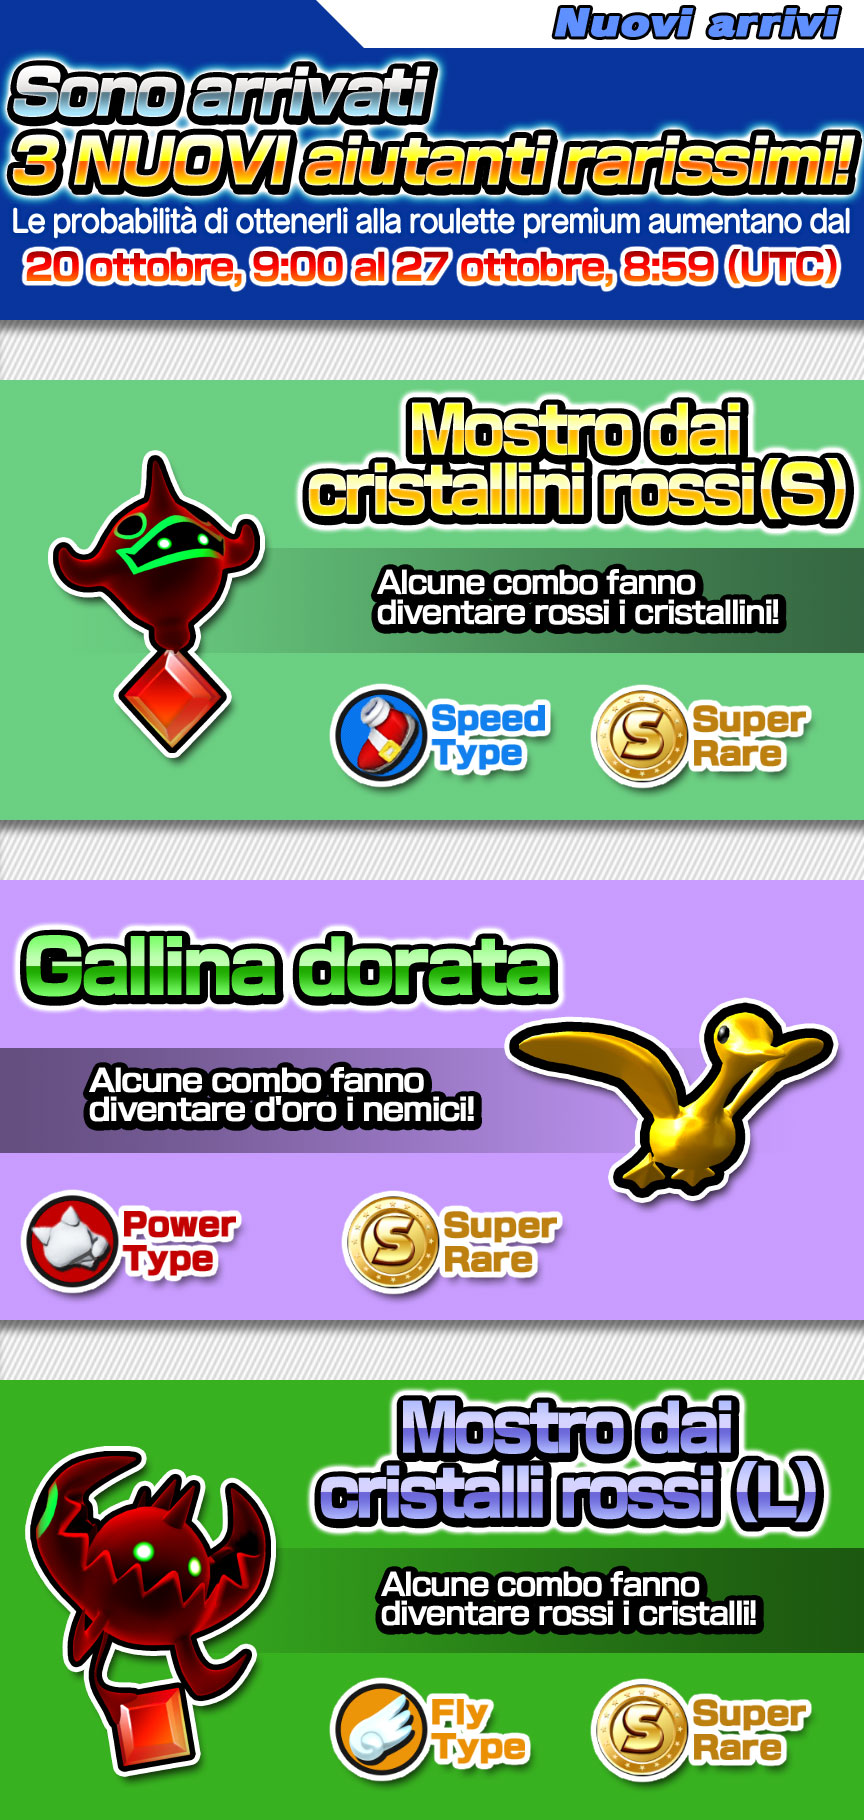 Nuovi arrivi
Sono arrivati
3 NUOVI aiutanti rarissimi!
Le probabilità di ottenerli alla roulette premium aumentano dal
20 ottobre, 9:00 al 27 ottobre, 8:59 (UTC)
Mostro dai
cristallini rossi(S)
Alcune combo fanno
diventare rossi i cristallini!
Speed
Type
S
Super
Rare
Gallina dorata
Alcune combo fanno
diventare d'oro i nemici!
Power
Type
S
Super
Rare
Mostro dai
cristalli rossi (L)
Alcune combo fanno
diventare rossi i cristalli!
Fly
Type
S
Super
Rare